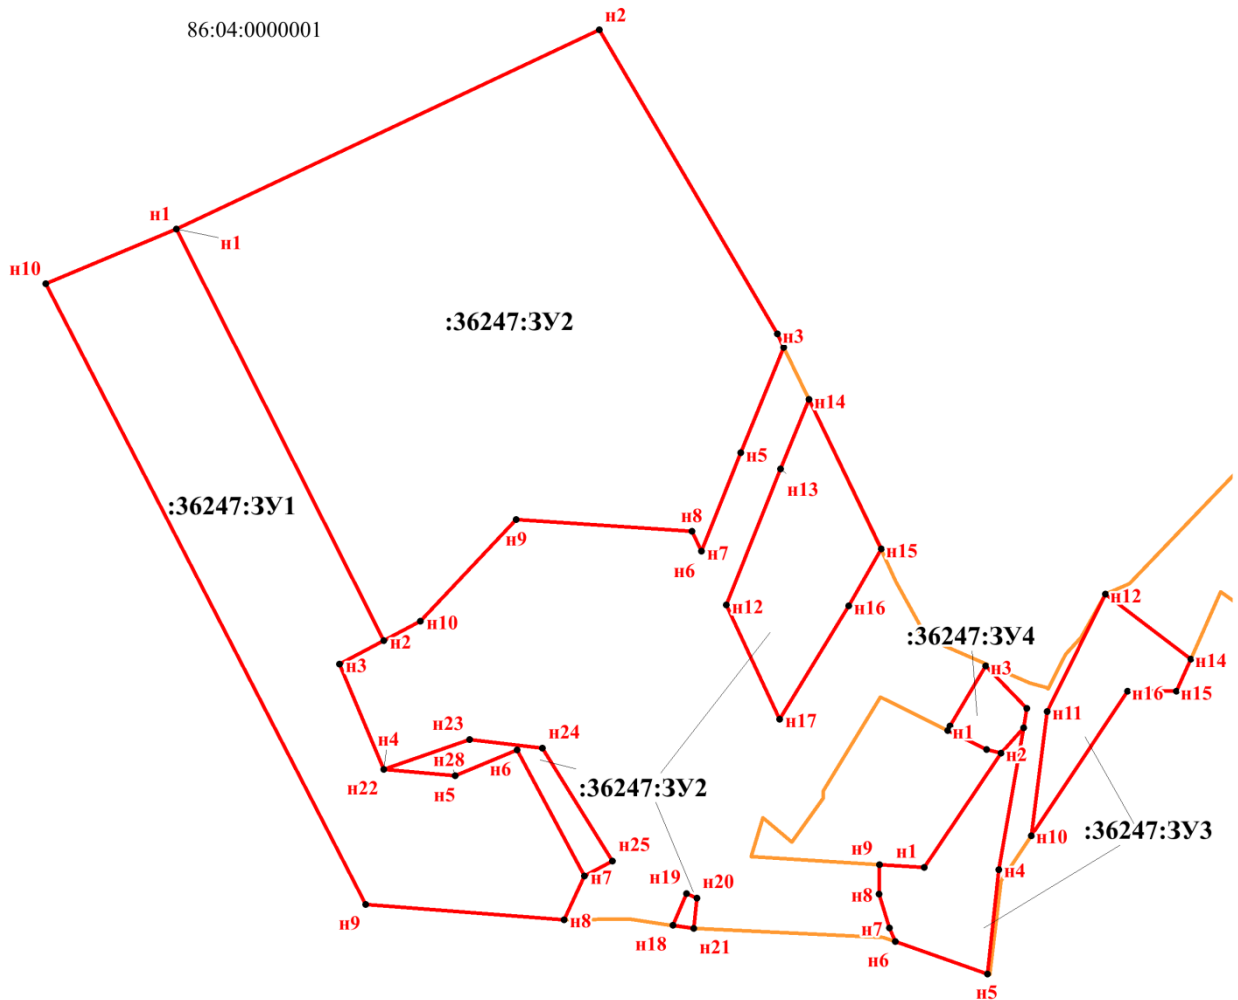 н2
86:04:0000001
н1
н1
н10
:36247:ЗУ2
н3
н14
н5
н13
:36247:ЗУ1
н8
н9
н7
н6
н15
н12
н16
н12
н10
н2
:36247:ЗУ4
н3
н3
н14
н16
н15
н11
н17
н1
н23
н24
н4
н28
н6
н2
н22
н5
:36247:ЗУ2
:36247:ЗУ3
н10
н25
н9
н1
н7
н4
н19
н20
н8
н9
н8
н18
н21
н7
н6
н5